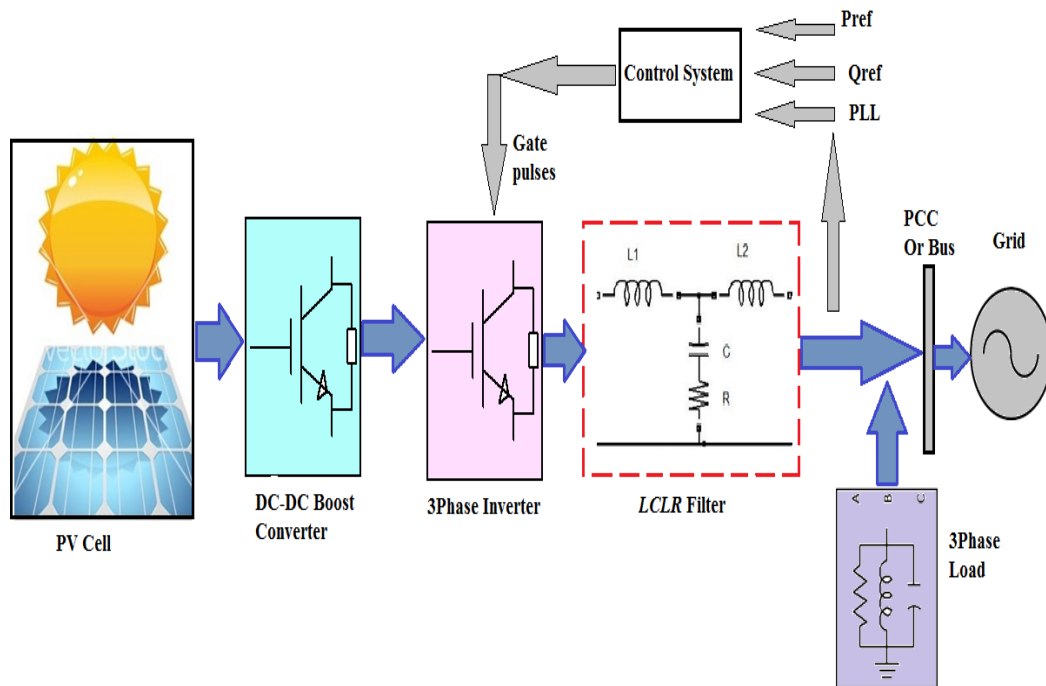 Pref
Control System
Qref
PLL
Gate
pulses
PCC
Or Bus
Grid
L1
L2
C
R
DC-DC Boost
Converter
3Phase Inverter
LCLR Filter
PV Cell
A
B
C
3Phase
Load